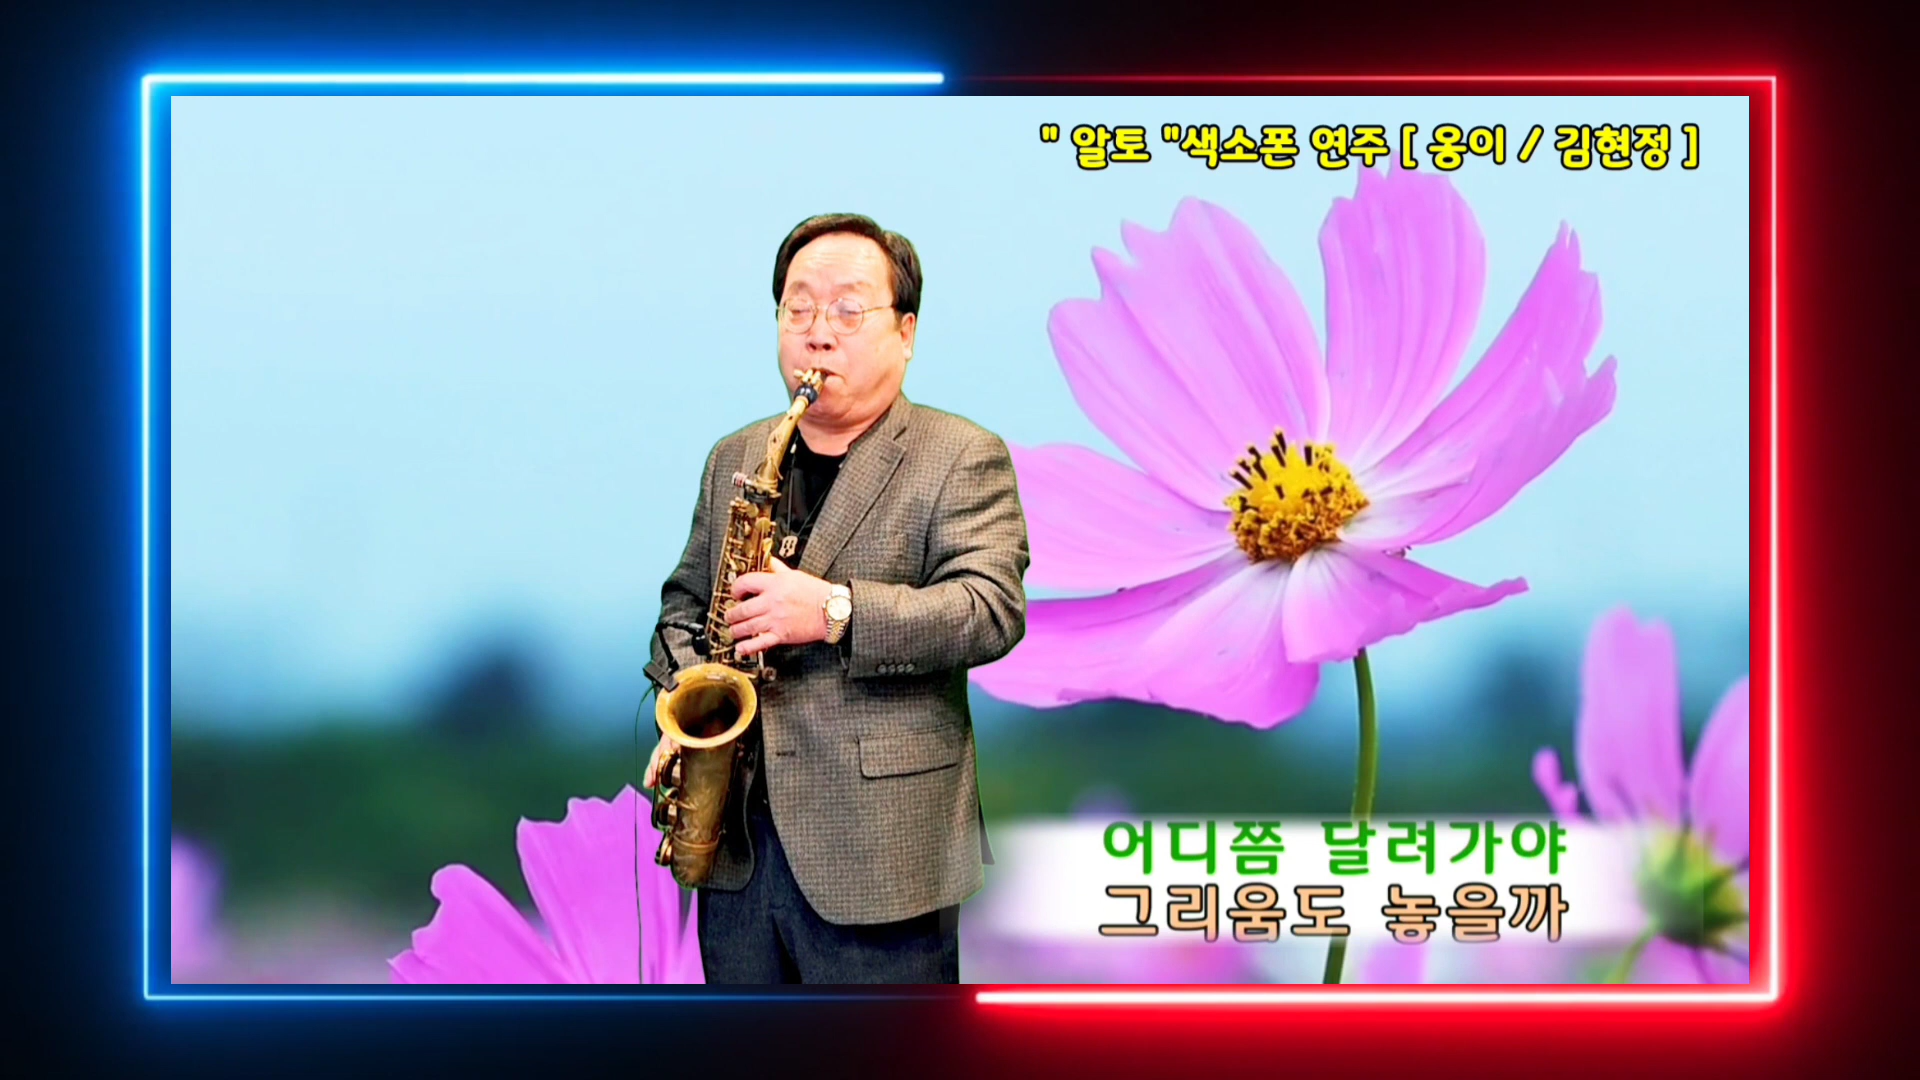 " 알토 "색소폰 연주 [ 옹이 / 김현정 ]
어디쯤 달려가야
그리움도 놓을까